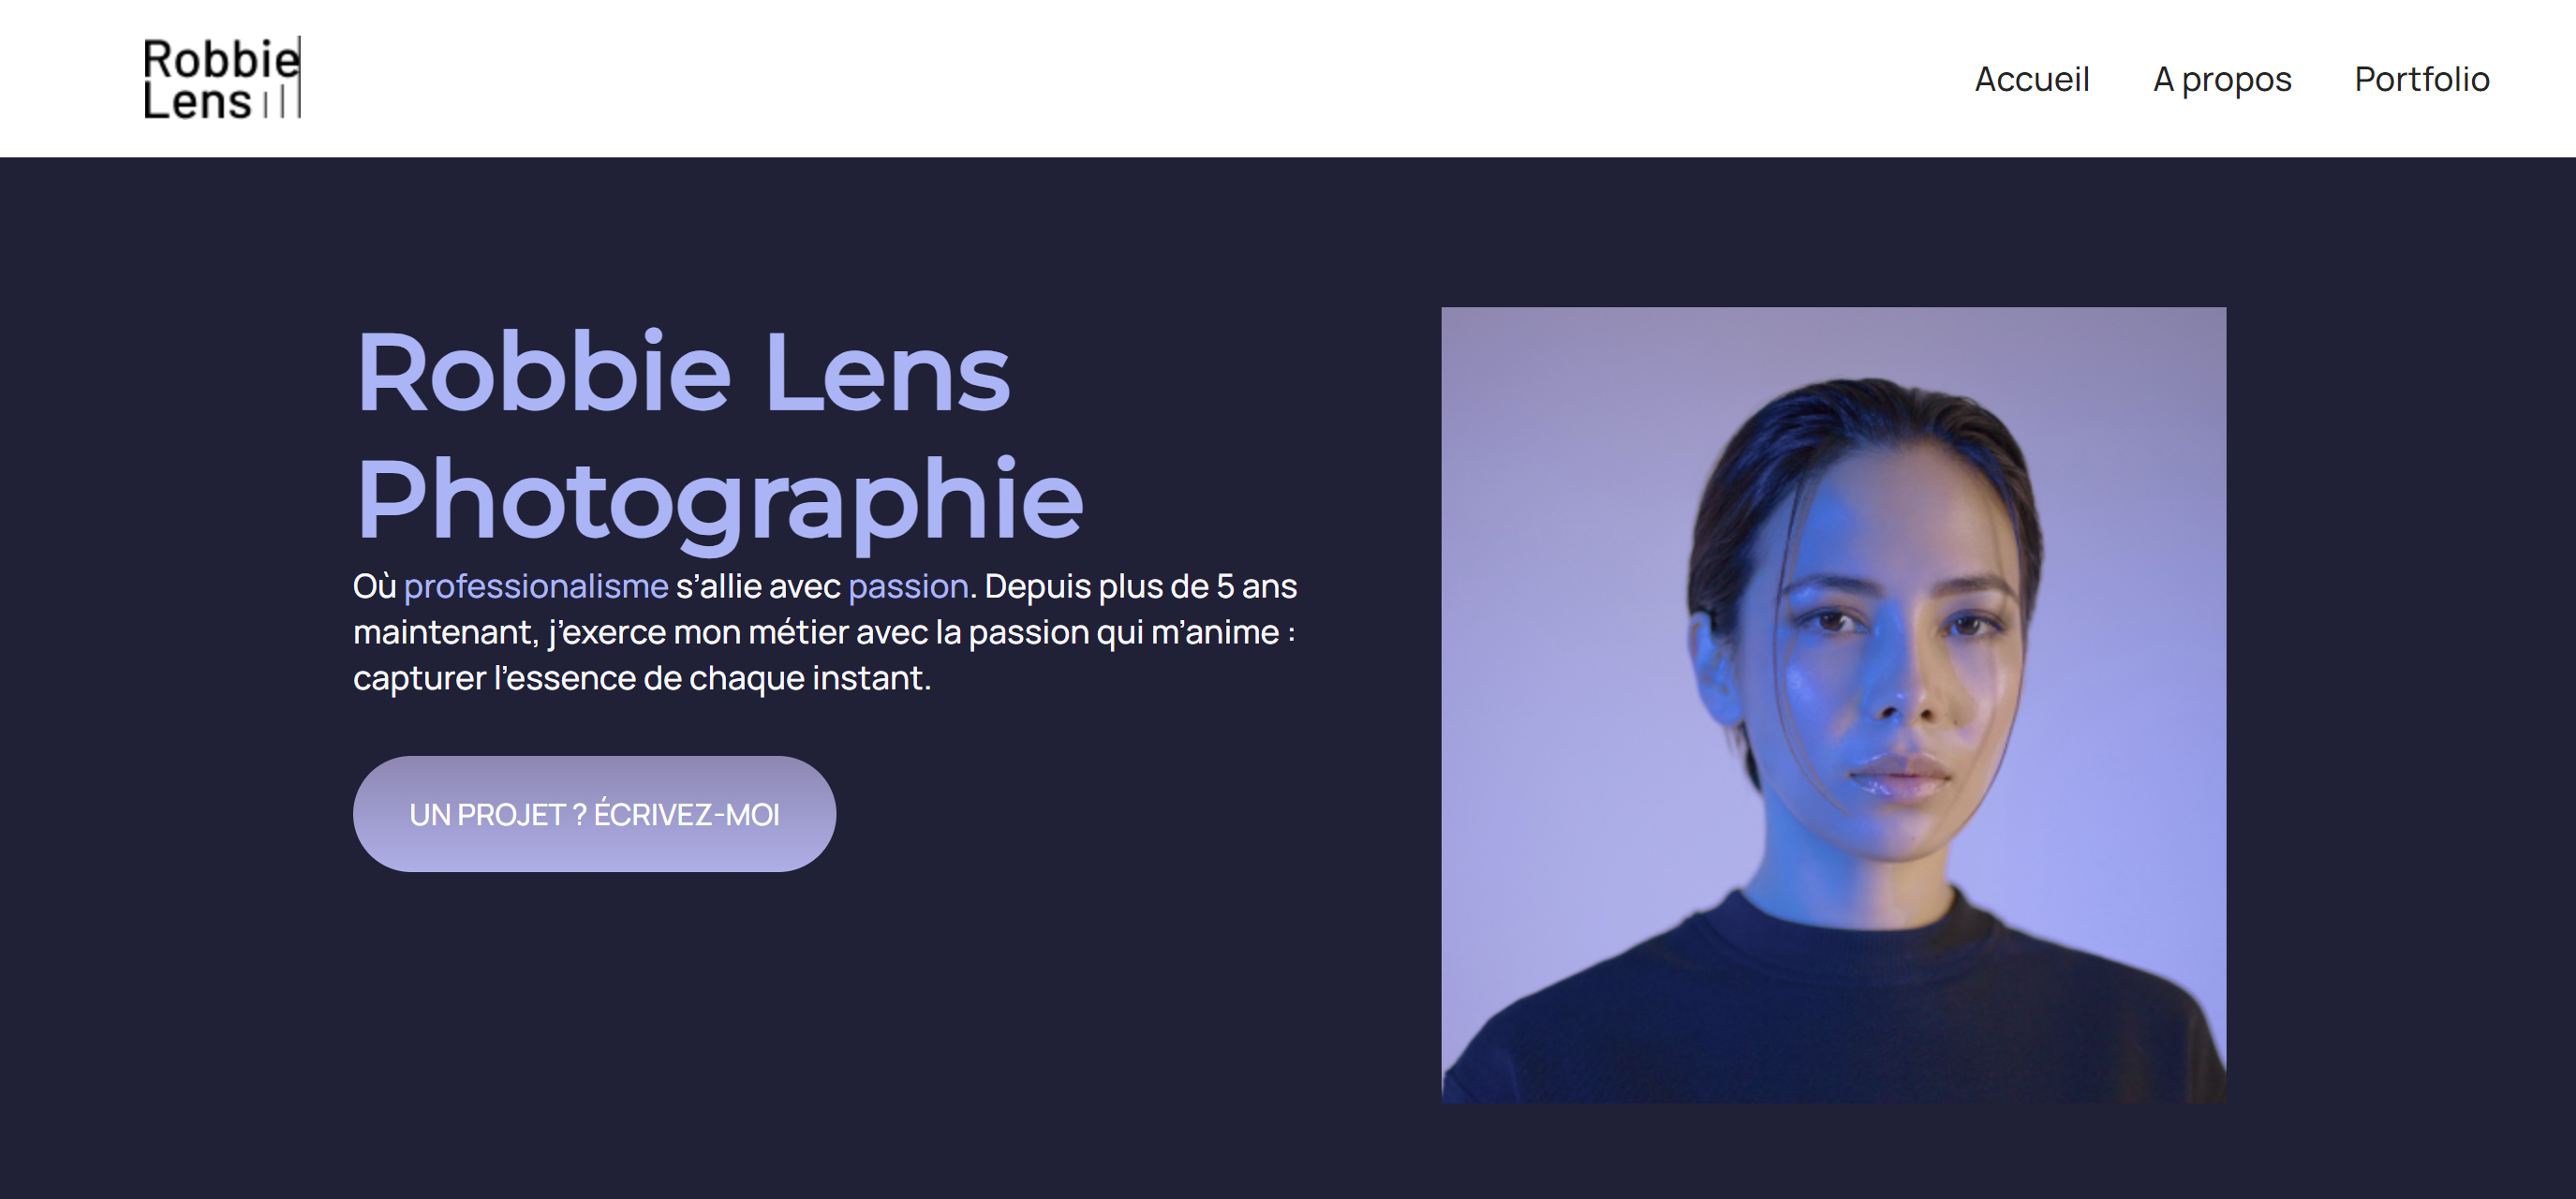 Robbie
Lens
Accueil
A propos
Portfolio
Robbie Lens
Photographie
Où professionalisme s’allie avec passion. Depuis plus de 5 ans
maintenant, j’exerce mon métier avec la passion qui m’anime :
capturer l’essence de chaque instant.
UN PROJET ? ÉCRIVEZ-MOI